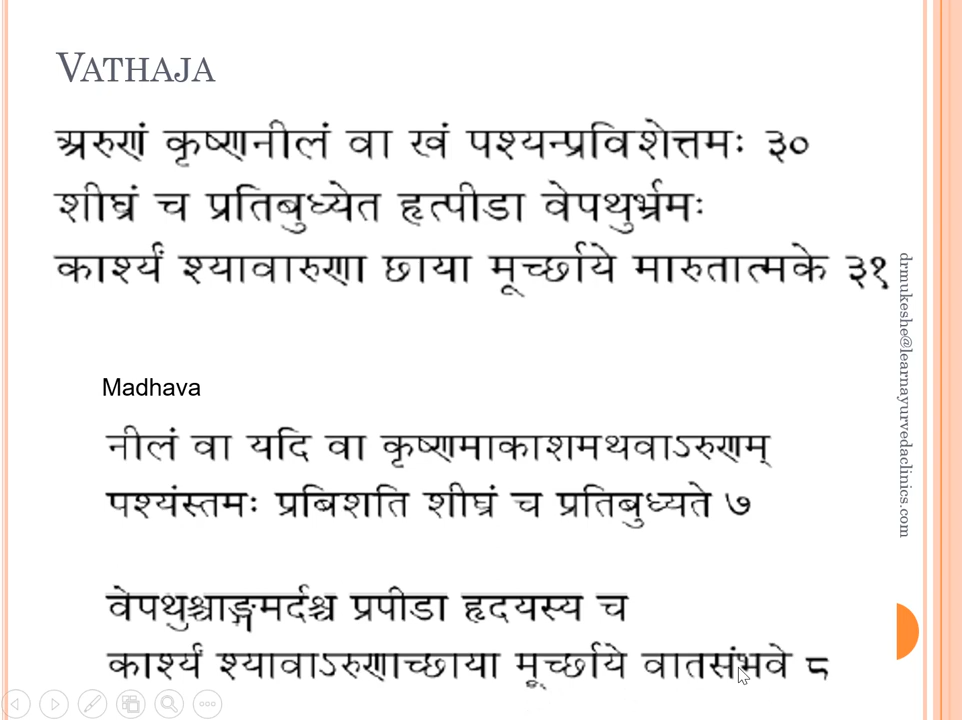 VATHAJA
अरुणं कृष्णनीलं वा खं पश्यन्प्रविशेत्तमः ३०
शीघ्रं च प्रतिबुध्येत हृत्पीडा वेपथुर्भ्रमः
कार्श्यं श्यावारुणा छाया मूर्च्छाये मारुतात्मके ३१
Madhava
नीलं वा यदि वा कृष्णमाकाशमथवाऽरुणम्
पश्यंस्तमः प्रबिशति शीघ्रं च प्रतिबुध्यते ७
वेपथुश्चाङ्गमर्दश्च प्रपीडा हृदयस्य च
कार्श्यं श्यावाऽरुणाच्छाया मूर्च्छाये वातसंभवे ८
drmukeshe@learnayurvedaclinics.com